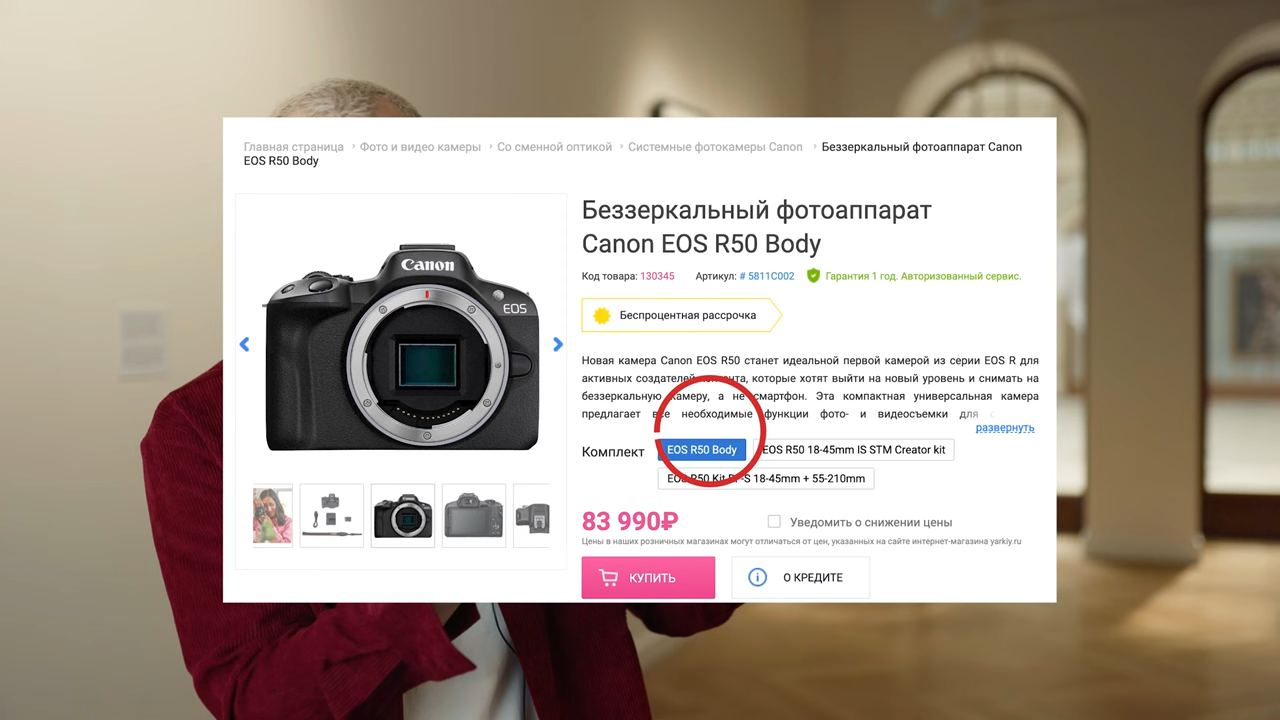 Главная страница › Фото и видео камеры › Со сменной оптикой › Системные фотокамеры Canon › Беззеркальный фотоаппарат Canon
EOS R50 Body
Беззеркальный фотоаппарат
Canon EOS R50 Body
Код товара: 130345 Артикул: # 5811C002 Гарантия 1 год. Авторизованный сервис.
Беспроцентная рассрочка
Canon
EOS
Новая камера Canon EOS R50 станет идеальной первой камерой из серии EOS R для
активных создателей контента, которые хотят выйти на новый уровень и снимать на
беззеркальную камеру, а не смартфон. Эта компактная универсальная камера
предлагает все необходимые функции фото- и видеосъемки для
развернуть
Комплект EOS R50 Body EOS R50 18-45mm IS STM Creator kit
EOS R50 Kit RF-S 18-45mm + 55-210mm
83 990₽ Уведомить о снижении цены
Цены в наших розничных магазинах могут отличаться от цен, указанных на сайте интернет-магазина yarkiy.ru
КУПИТЬ О КРЕДИТЕ